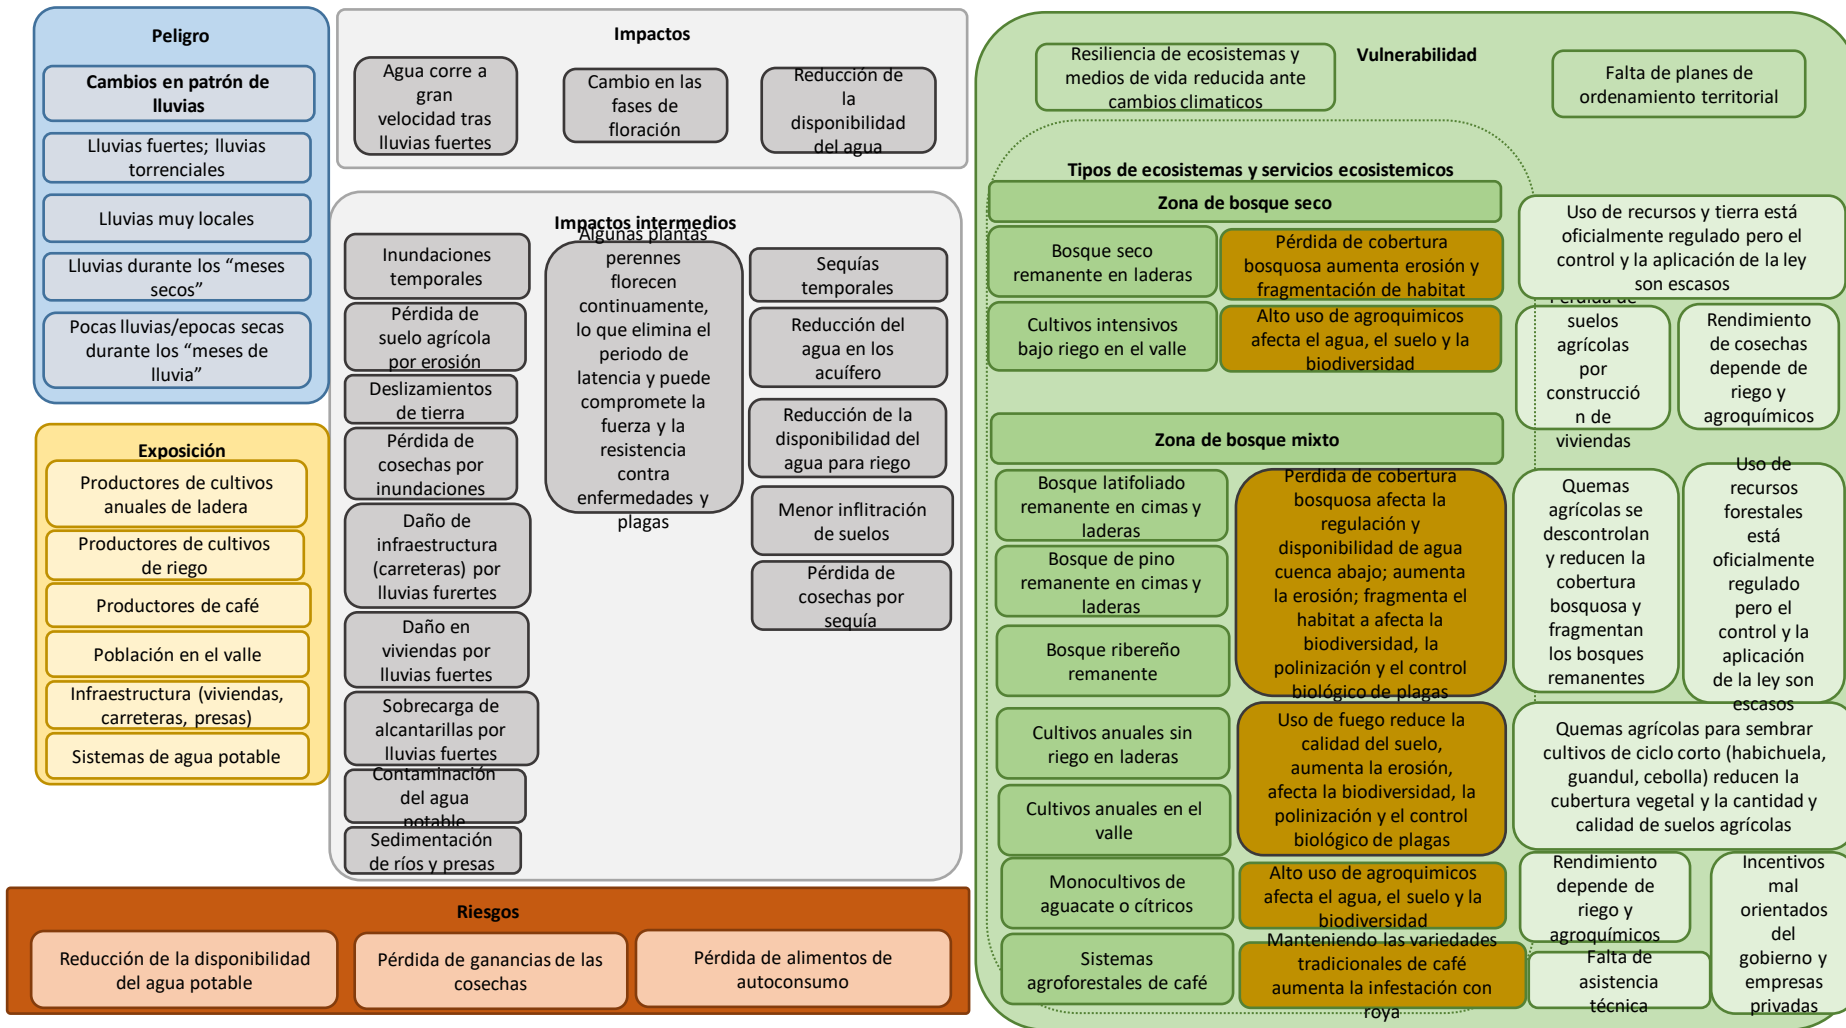 Peligro
Cambios en patrón de
lluvias
Lluvias fuertes; lluvias
torrenciales
Lluvias muy locales
Lluvias durante los “meses
secos”
Pocas lluvias/epocas secas
durante los “meses de
lluvia”
Exposición
Productores de cultivos
anuales de ladera
Productores de cultivos
de riego
Productores de café
Población en el valle
Infraestructura (viviendas,
carreteras, presas)
Sistemas de agua potable
Impactos
Agua corre a
gran
velocidad tras
lluvias fuertes
Cambio en las
fases de
floración
Reducción de
la
disponibilidad
del agua
Impactos intermedios
Inundaciones
temporales
Pérdida de
suelo agrícola
por erosión
Deslizamientos
de tierra
Pérdida de
cosechas por
inundaciones
Daño de
infraestructura
(carreteras) por
lluvias furertes
Daño en
viviendas por
lluvias fuertes
Sobrecarga de
alcantarillas por
lluvias fuertes
Contaminación
del agua
potable
Sedimentación
de ríos y presas
Algunas plantas
perennes
florecen
continuamente,
lo que elimina el
periodo de
latencia y puede
compromete la
fuerza y la
resistencia
contra
enfermedades y
plagas
Sequías
temporales
Reducción del
agua en los
acuífero
Reducción de la
disponibilidad del
agua para riego
Menor inflitración
de suelos
Pérdida de
cosechas por
sequía
Riesgos
Reducción de la disponibilidad
del agua potable
Pérdida de ganancias de las
cosechas
Pérdida de alimentos de
autoconsumo
Vulnerabilidad
Resiliencia de ecosistemas y
medios de vida reducida ante
cambios climaticos
Falta de planes de
ordenamiento territorial
Tipos de ecosistemas y servicios ecosistemicos
Zona de bosque seco
Bosque seco
remanente en laderas
Pérdida de cobertura
bosquosa aumenta erosión y
fragmentación de habitat
Cultivos intensivos
bajo riego en el valle
Alto uso de agroquimicos
afecta el agua, el suelo y la
biodiversidad
Uso de recursos y tierra está
oficialmente regulado pero el
control y la aplicación de la ley
son escasos
Pérdida de
suelos
agrícolas
por
construcció
n de
viviendas
Rendimiento
de cosechas
depende de
riego y
agroquímicos
Zona de bosque mixto
Bosque latifoliado
remanente en cimas y
laderas
Bosque de pino
remanente en cimas y
laderas
Bosque ribereño
remanente
Perdida de cobertura
bosquosa afecta la
regulación y
disponibilidad de agua
cuenca abajo; aumenta
la erosión; fragmenta el
habitat a afecta la
biodiversidad, la
polinización y el control
biológico de plagas
Quemas
agrícolas se
descontrolan
y reducen la
cobertura
bosquosa y
fragmentan
los bosques
remanentes
Uso de
recursos
forestales
está
oficialmente
regulado
pero el
control y la
aplicación
de la ley son
escasos
Cultivos anuales sin
riego en laderas
Cultivos anuales en el
valle
Uso de fuego reduce la
calidad del suelo,
aumenta la erosión,
afecta la biodiversidad, la
polinización y el control
biológico de plagas
Quemas agrícolas para sembrar
cultivos de ciclo corto (habichuela,
guandul, cebolla) reducen la
cubertura vegetal y la cantidad y
calidad de suelos agrícolas
Monocultivos de
aguacate o cítricos
Alto uso de agroquimicos
afecta el agua, el suelo y la
biodiversidad
Rendimiento
depende de
riego y
agroquímicos
Incentivos
mal
orientados
del
gobierno y
empresas
privadas
Sistemas
agroforestales de café
Manteniendo las variedades
tradicionales de café
aumenta la infestación con
roya
Falta de
asistencia
técnica